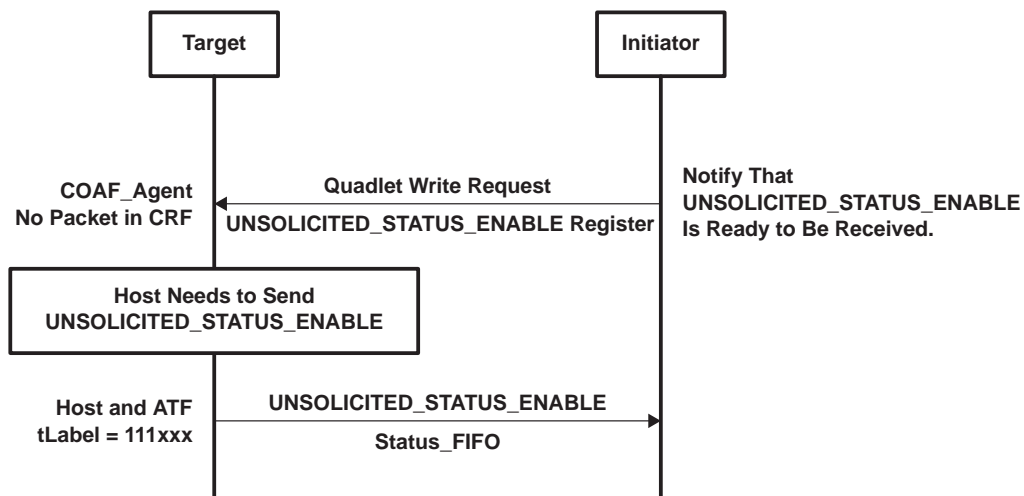 Target
Initiator
COAF_Agent
No Packet in CRF
Quadlet Write Request
UNSOLICITED_STATUS_ENABLE Register
Notify That
UNSOLICITED_STATUS_ENABLE
Is Ready to Be Received.
Host Needs to Send
UNSOLICITED_STATUS_ENABLE
Host and ATF
tLabel = 111xxx
UNSOLICITED_STATUS_ENABLE
Status_FIFO